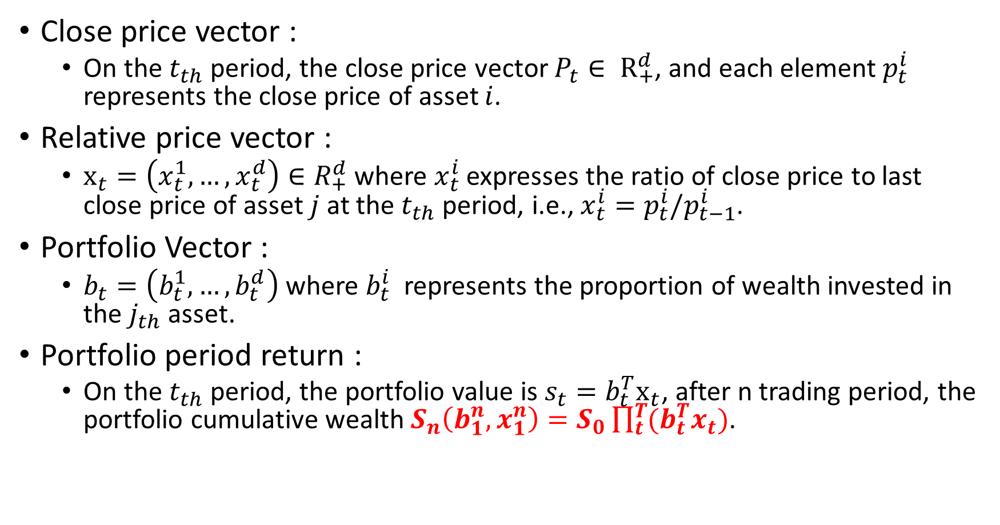 • Close price vector :
• On the $t_{th}$ period, the close price vector $P_t \in \mathrm{R}_+^d$, and each element $p_t^i$
represents the close price of asset $i$.
• Relative price vector :
• $\mathrm{x}_t = (x_t^1, \ldots, x_t^d) \in R_+^d$ where $x_t^i$ expresses the ratio of close price to last
close price of asset $j$ at the $t_{th}$ period, i.e., $x_t^i = p_t^i / p_{t-1}^i$.
• Portfolio Vector :
• $b_t = (b_t^1, \ldots, b_t^d)$ where $b_t^i$ represents the proportion of wealth invested in
the $j_{th}$ asset.
• Portfolio period return :
• On the $t_{th}$ period, the portfolio value is $s_t = b_t^T \mathrm{x}_t$, after n trading period, the
portfolio cumulative wealth $\boldsymbol{S_n(b_1^n, x_1^n) = S_0 \prod_t^T (b_t^T x_t)}$.